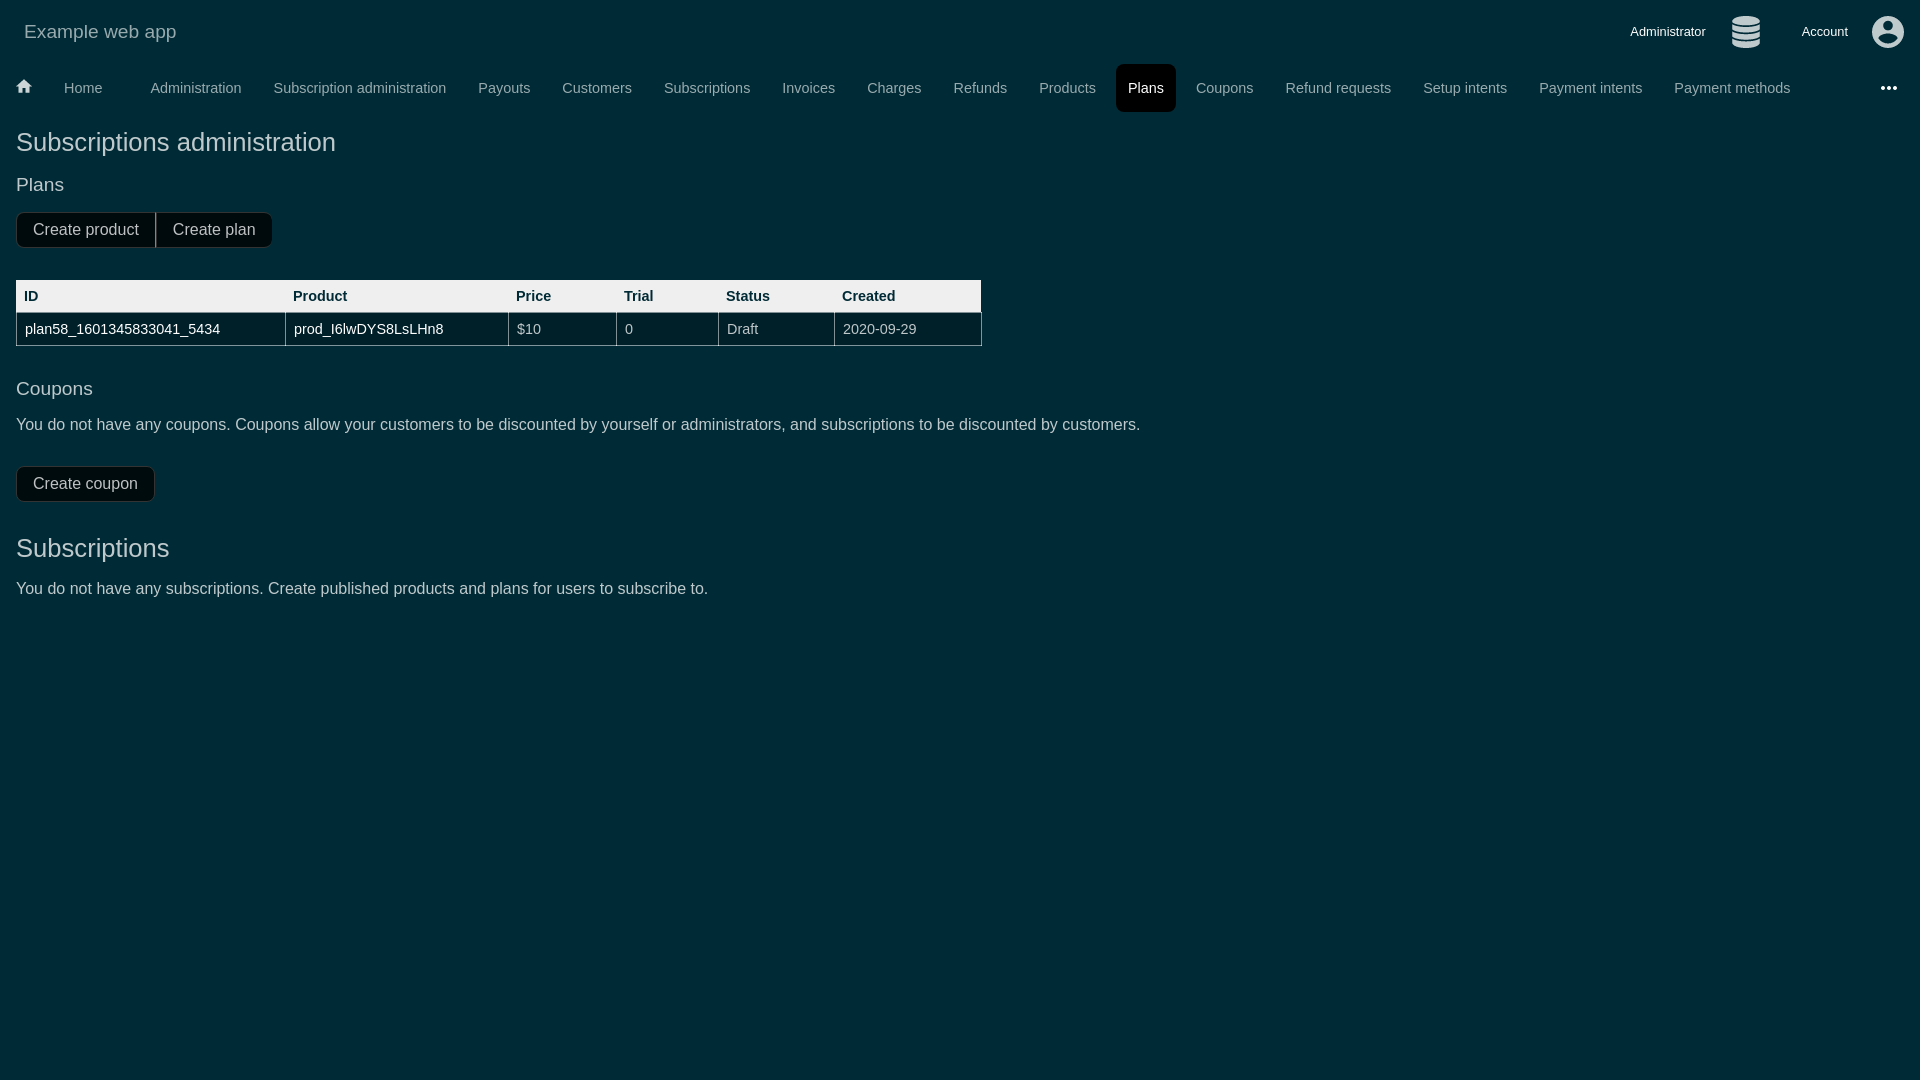 Example web app
Administrator
Account
Home Administration Subscription administration Payouts Customers Subscriptions Invoices Charges Refunds Products Plans Coupons Refund requests Setup intents Payment intents Payment methods
Subscriptions administration
Plans
Create product Create plan
ID Product Price Trial Status Created
plan58_1601345833041_5434 prod_I6lwDYS8LsLHn8 $10 0 Draft 2020-09-29
Coupons
You do not have any coupons. Coupons allow your customers to be discounted by yourself or administrators, and subscriptions to be discounted by customers.
Create coupon
Subscriptions
You do not have any subscriptions. Create published products and plans for users to subscribe to.